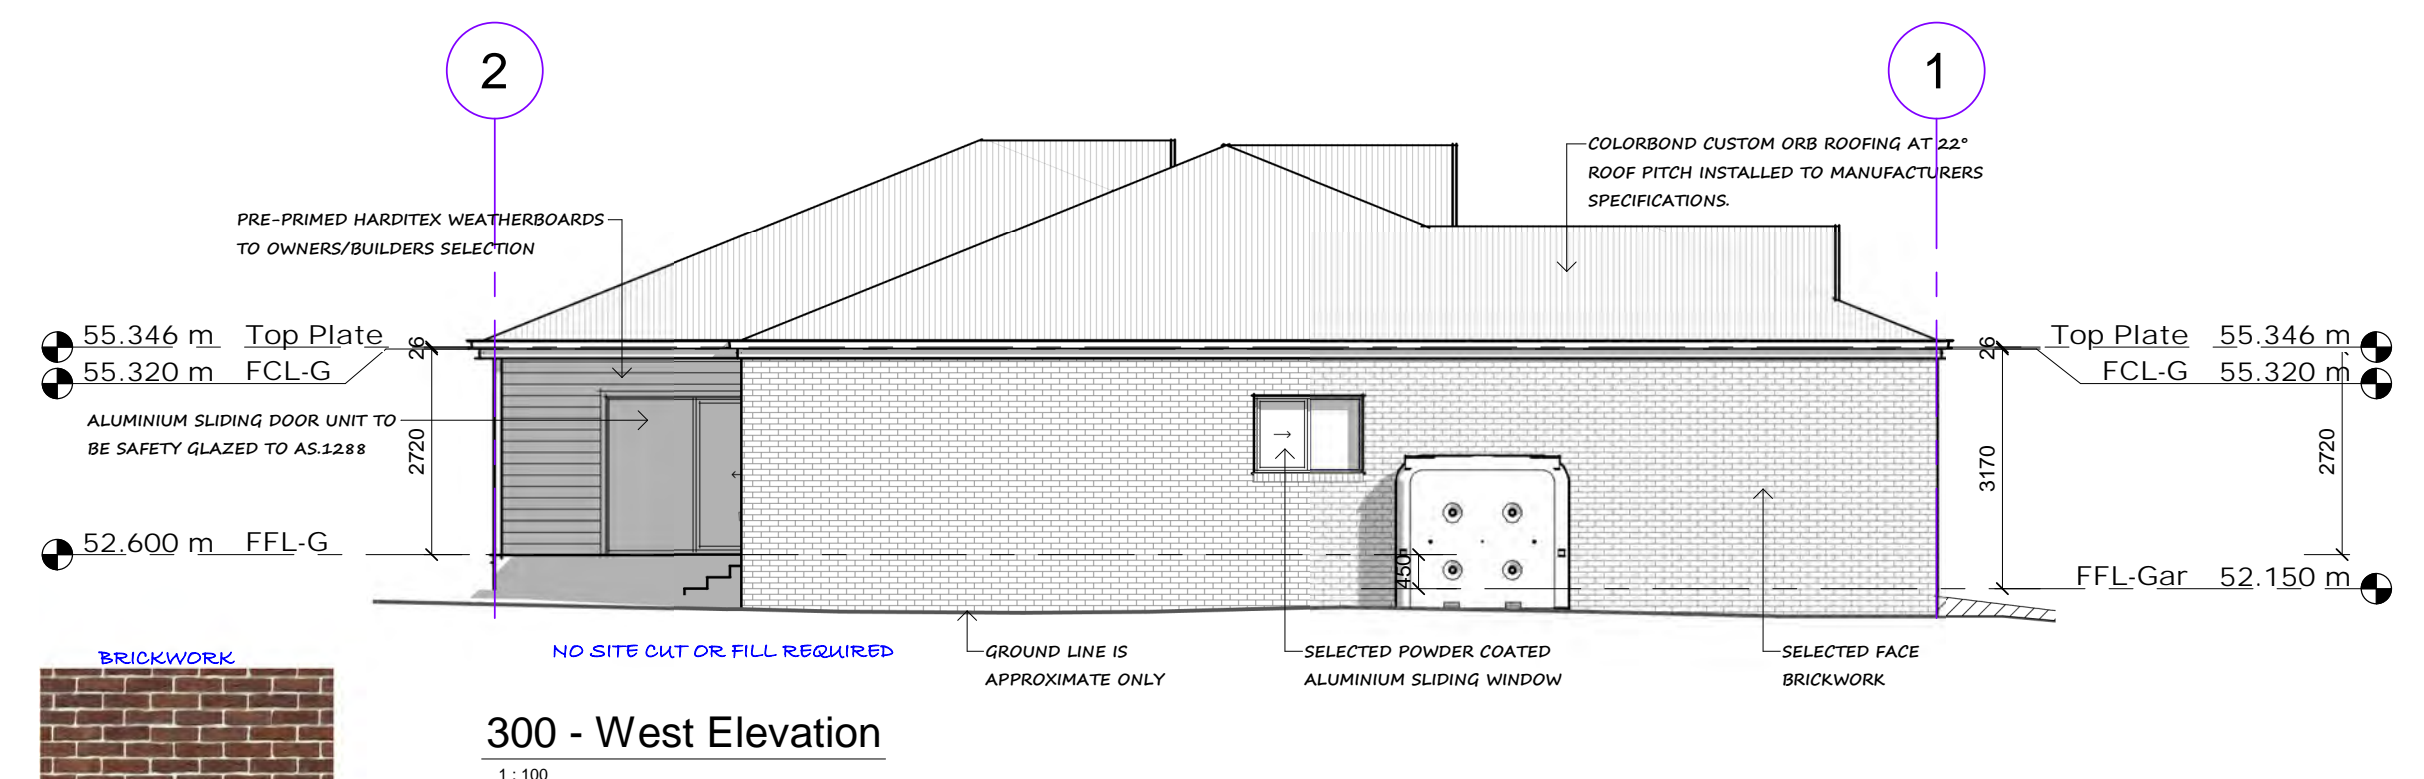 2
1
COLORBOND CUSTOM ORB ROOFING AT 22°
ROOF PITCH INSTALLED TO MANUFACTURERS
SPECIFICATIONS.
PRE-PRIMED HARDITEX WEATHERBOARDS
TO OWNERS/BUILDERS SELECTION
55.346 m Top Plate
26
55.320 m FCL-G
26
Top Plate 55.346 m
FCL-G 55.320 m
ALUMINIUM SLIDING DOOR UNIT TO
BE SAFETY GLAZED TO AS.1288
2720
3170
2720
52.600 m FFL-G
450
FFL-Gar 52.150 m
BRICKWORK
NO SITE CUT OR FILL REQUIRED
GROUND LINE IS
APPROXIMATE ONLY
SELECTED POWDER COATED
ALUMINIUM SLIDING WINDOW
SELECTED FACE
BRICKWORK
300 - West Elevation
1 : 100